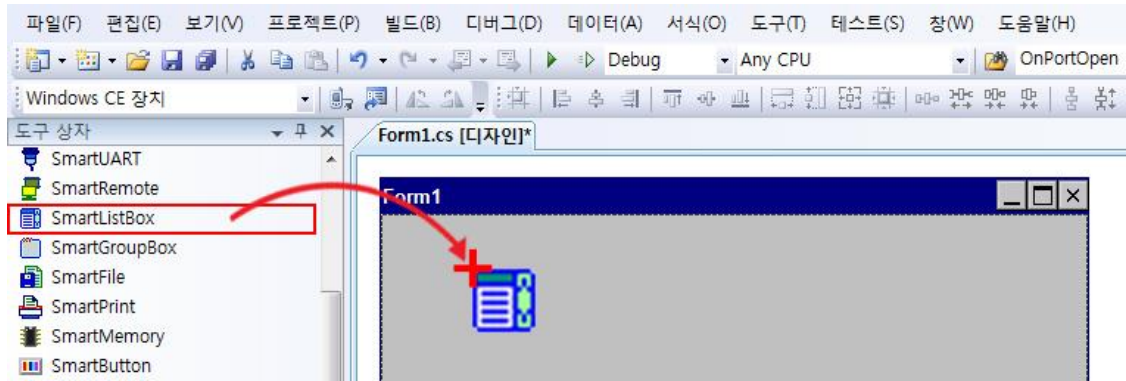 파일(F) 편집(E) 보기(V) 프로젝트(P) 빌드(B) 디버그(D) 데이터(A) 서식(O) 도구(T) 테스트(S) 창(W) 도움말(H)
Debug Any CPU OnPortOpen
Windows CE 장치
도구 상자 Form1.cs [디자인]*
SmartUART
SmartRemote
Form1
SmartListBox
SmartGroupBox
SmartFile
SmartPrint
SmartMemory
SmartButton